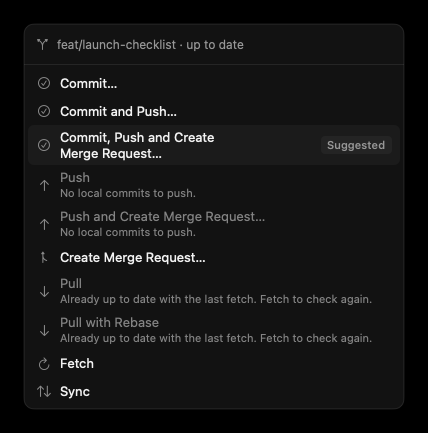 feat/launch-checklist · up to date
Commit...
Commit and Push...
Commit, Push and Create
Merge Request...
Suggested
Push
No local commits to push.
Push and Create Merge Request...
No local commits to push.
Create Merge Request...
Pull
Already up to date with the last fetch. Fetch to check again.
Pull with Rebase
Already up to date with the last fetch. Fetch to check again.
Fetch
Sync